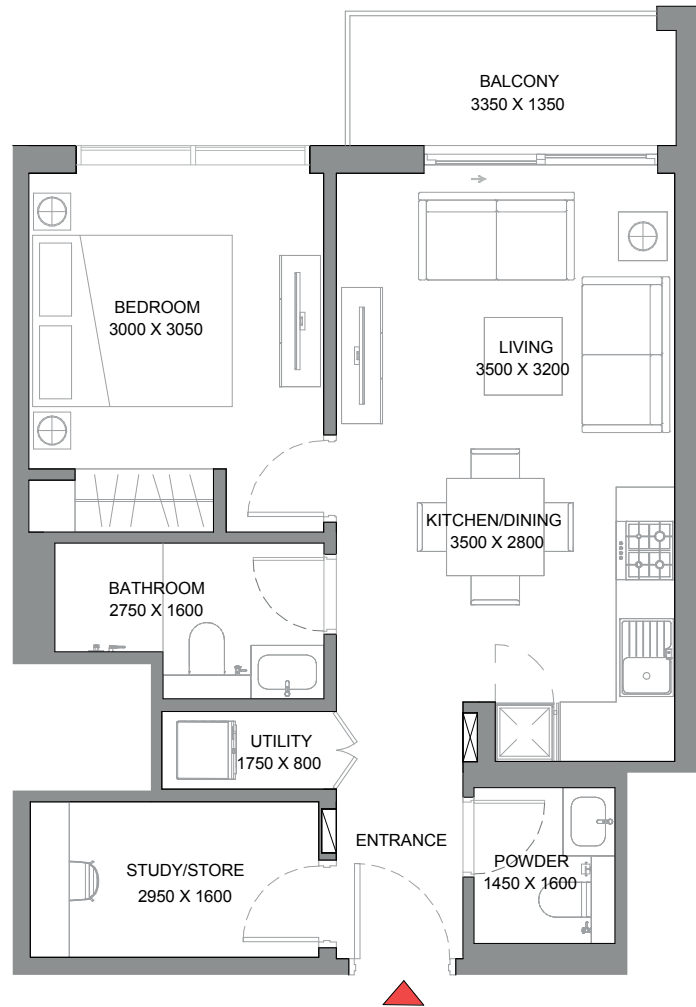 BALCONY
3350 X 1350
BEDROOM
3000 X 3050
LIVING
3500 X 3200
KITCHEN/DINING
3500 X 2800
BATHROOM
2750 X 1600
UTILITY
1750 X 800
ENTRANCE
STUDY/STORE
2950 X 1600
POWDER
1450 X 1600